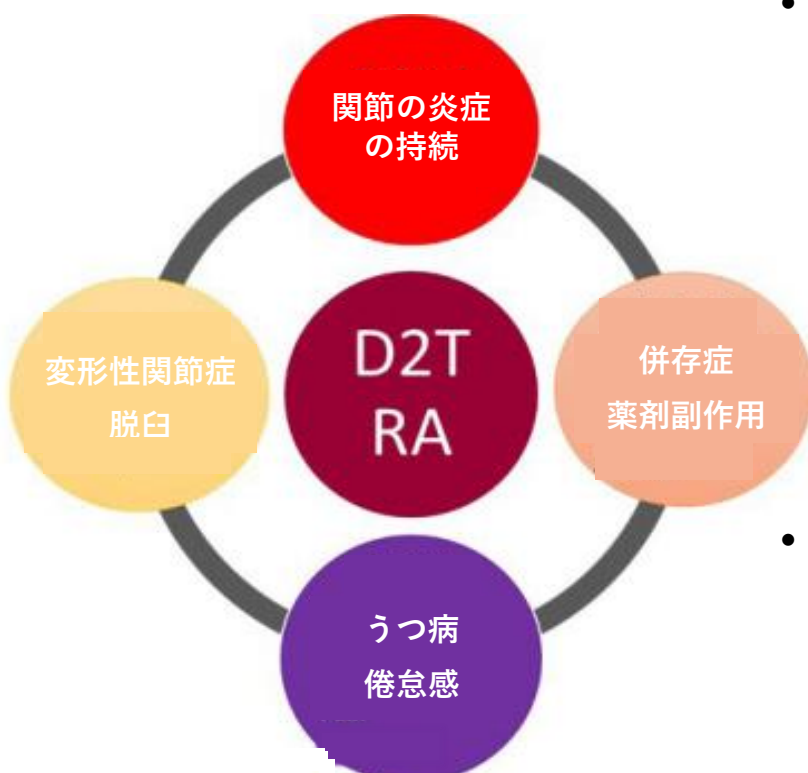 関節の炎症
の持続
変形性関節症
脱臼
D2T
RA
併存症
薬剤副作用
うつ病
倦怠感